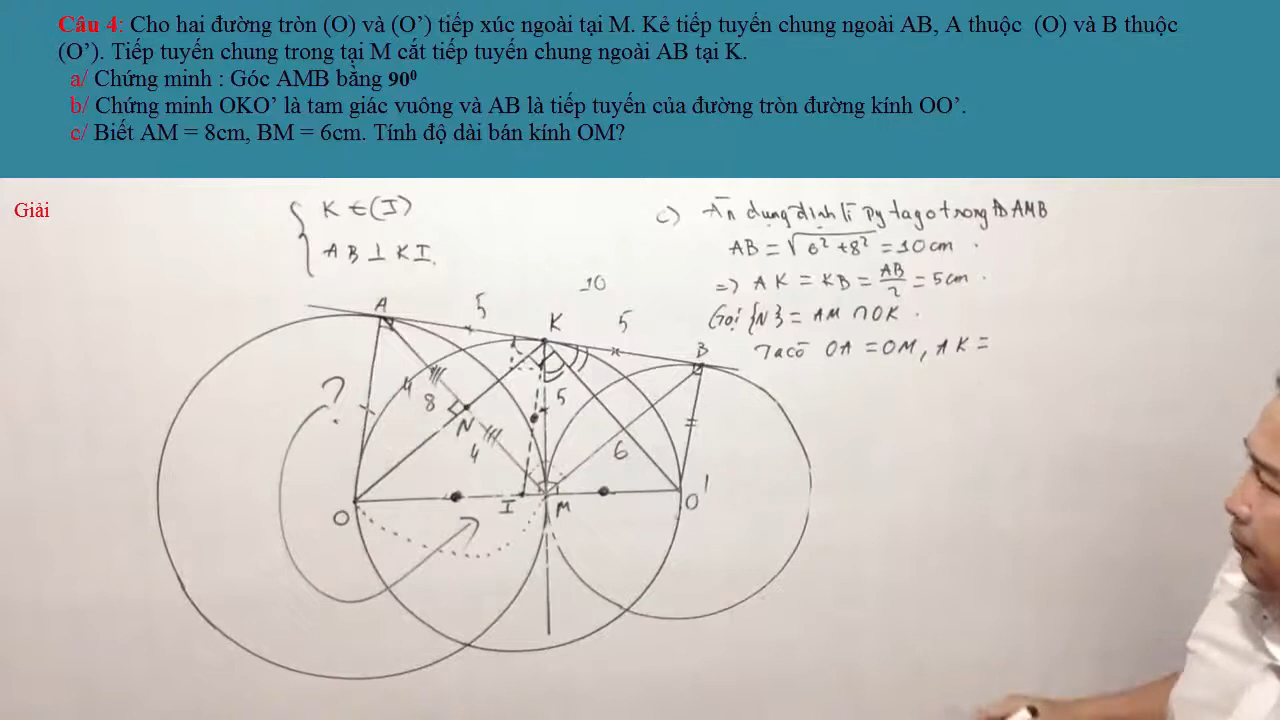 Câu 4: Cho hai đường tròn (O) và (O’) tiếp xúc ngoài tại M. Kẻ tiếp tuyến chung ngoài AB, A thuộc (O) và B thuộc
(O’). Tiếp tuyến chung trong tại M cắt tiếp tuyến chung ngoài AB tại K.
a/ Chứng minh : Góc AMB bằng 90⁰
b/ Chứng minh OKO’ là tam giác vuông và AB là tiếp tuyến của đường tròn đường kính OO’.
c/ Biết AM = 8cm, BM = 6cm. Tính độ dài bán kính OM?
Giải
{ K ∈ (I)
AB ⊥ KI.
c) Áp dụng định lí Pytago trong Δ AMB
AB = √6² + 8² = 10cm .
=> AK = KB = AB/2 = 5cm .
Gọi {N} = AM ∩ OK .
Ta có OA = OM, AK =
10
A
5
K
5
B
?
4
8
5
N
4
6
O
I
M
O'